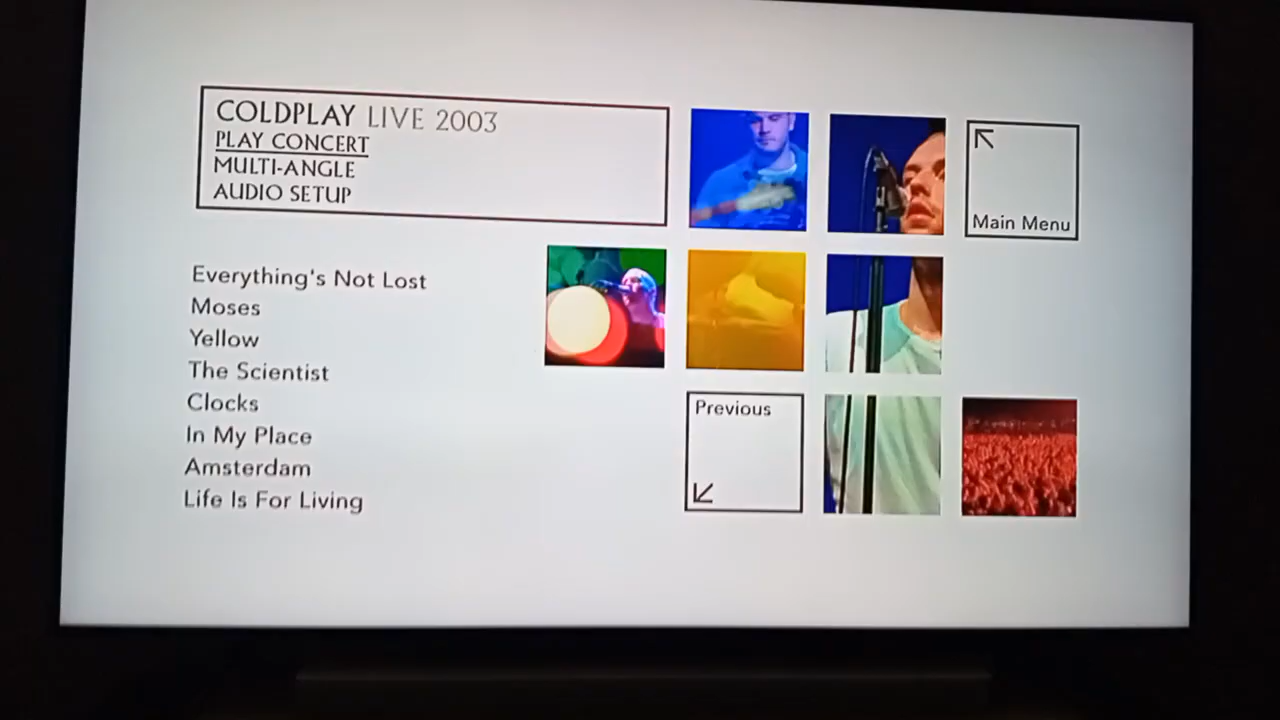 COLDPLAY LIVE 2003
PLAY CONCERT
MULTI-ANGLE
AUDIO SETUP
Main Menu
Everything's Not Lost
Moses
Yellow
The Scientist
Clocks
In My Place
Amsterdam
Life Is For Living
Previous